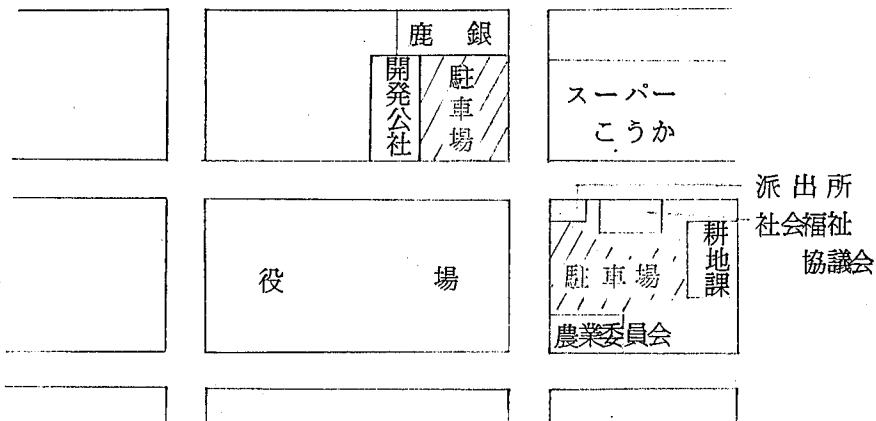 鹿銀
開発公社
駐車場
スーパー
こうか
派出所
社会福祉
協議会
役場
駐車場
耕地課
農業委員会